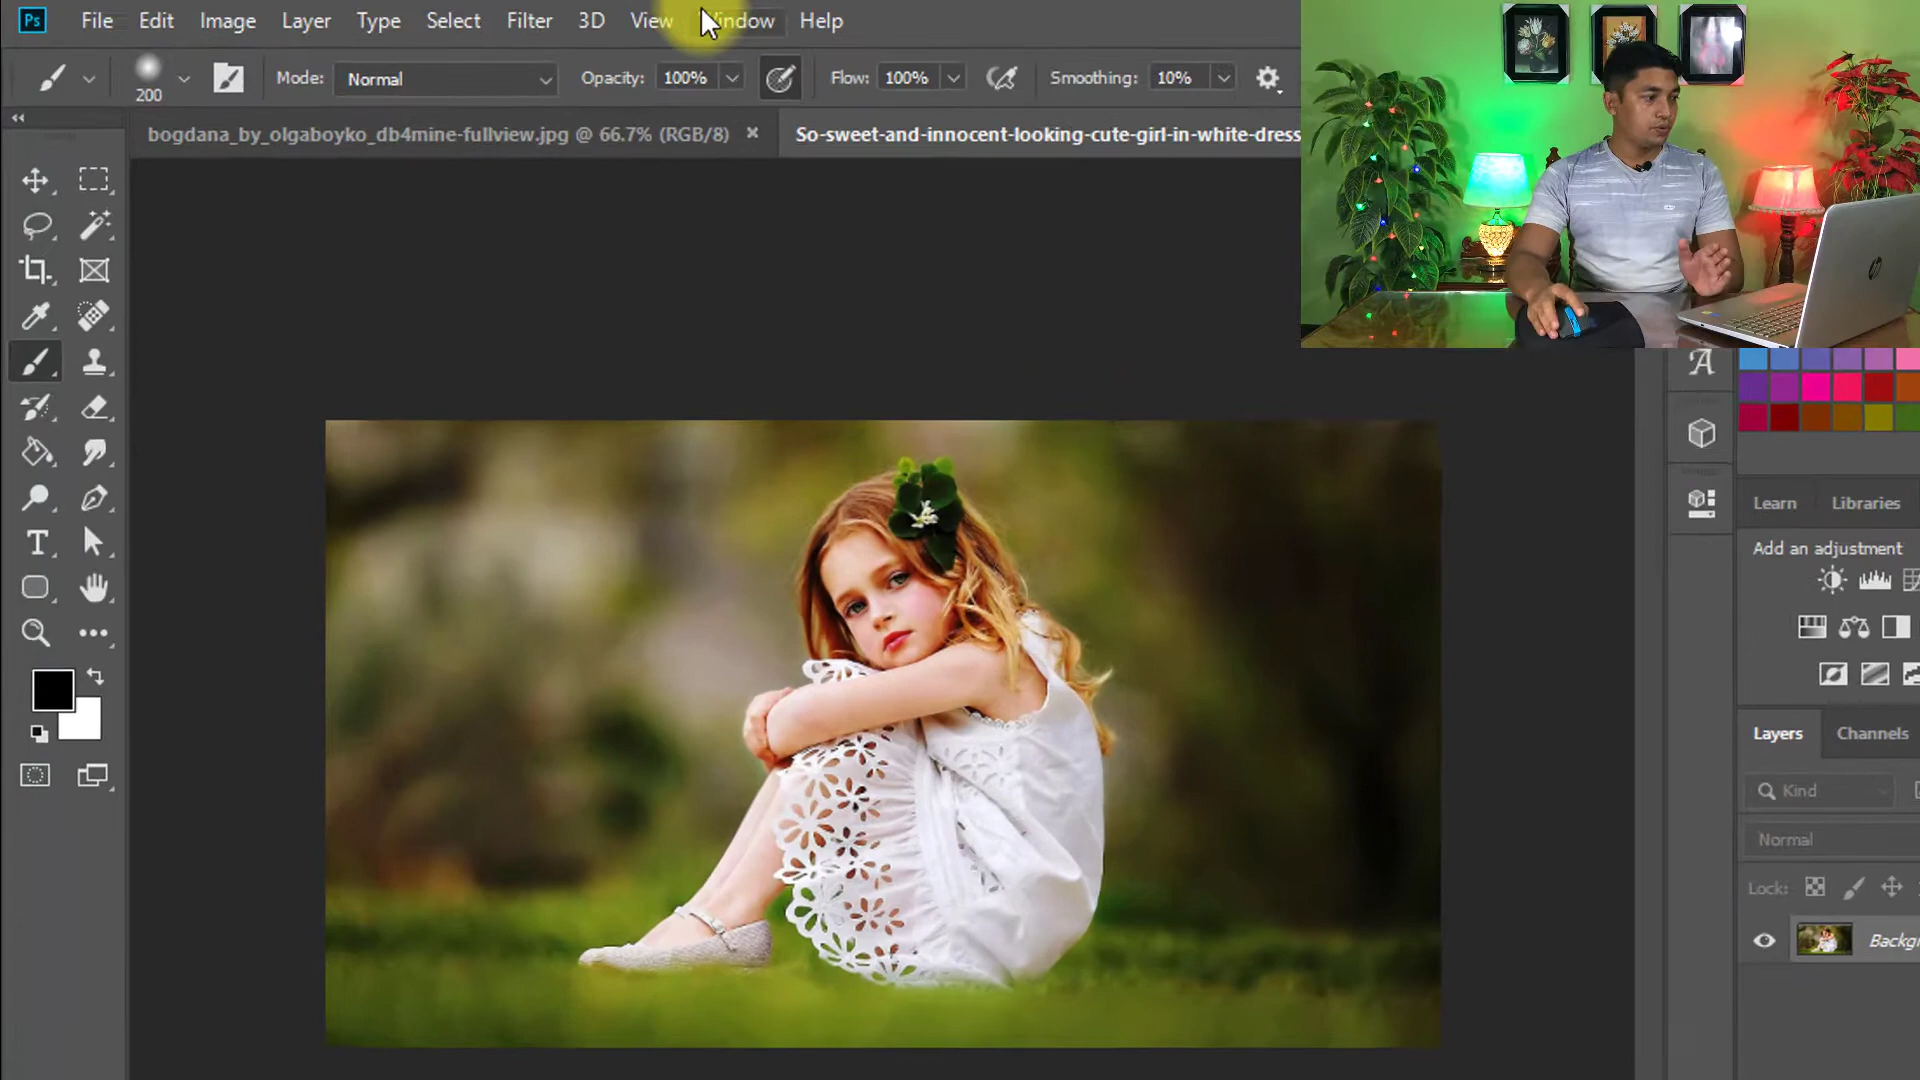 Ps File Edit Image Layer Type Select Filter 3D View Window Help
200 Mode: Normal Opacity: 100% Flow: 100% Smoothing: 10%
bogdana_by_olgaboyko_db4mine-fullview.jpg @ 66.7% (RGB/8) × So-sweet-and-innocent-looking-cute-girl-in-white-dress
Learn Libraries
Add an adjustment
Layers Channels
Kind
Normal
Lock:
Backgr